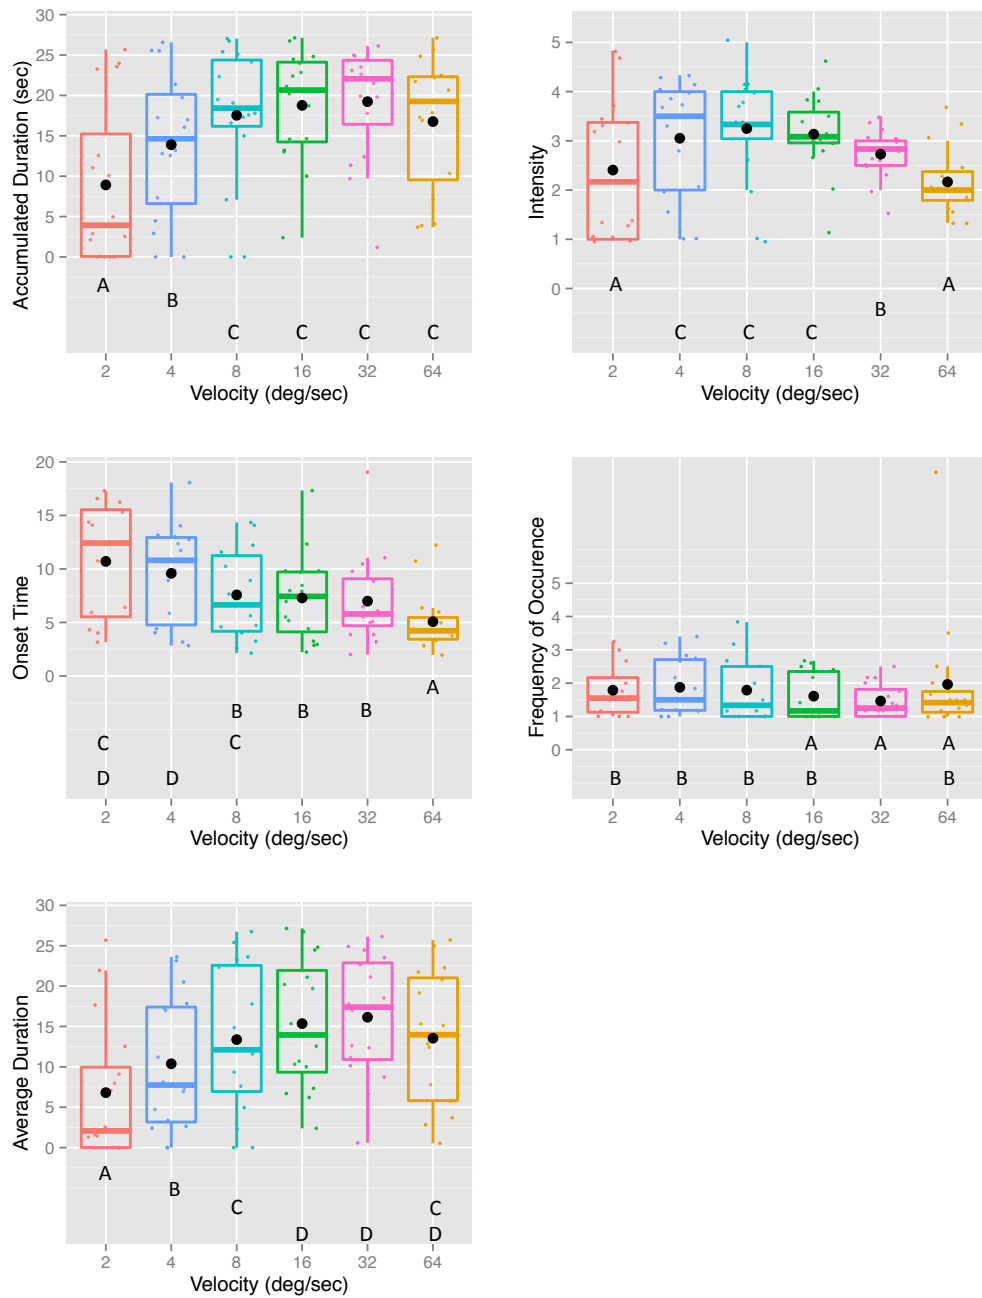 Accumulated Duration (sec)
30
25
20
15
10
5
0
A
B
C
C
C
C
2
4
8
16
32
64
Velocity (deg/sec)
Intensity
5
4
3
2
1
0
A
A
B
C
C
C
2
4
8
16
32
64
Velocity (deg/sec)
Onset Time
20
15
10
5
0
A
B
B
B
C
C
D
D
2
4
8
16
32
64
Velocity (deg/sec)
Frequency of Occurence
5
4
3
2
1
0
A
A
A
B
B
B
B
B
2
4
8
16
32
64
Velocity (deg/sec)
Average Duration
30
25
20
15
10
5
0
A
B
C
C
D
D
D
2
4
8
16
32
64
Velocity (deg/sec)